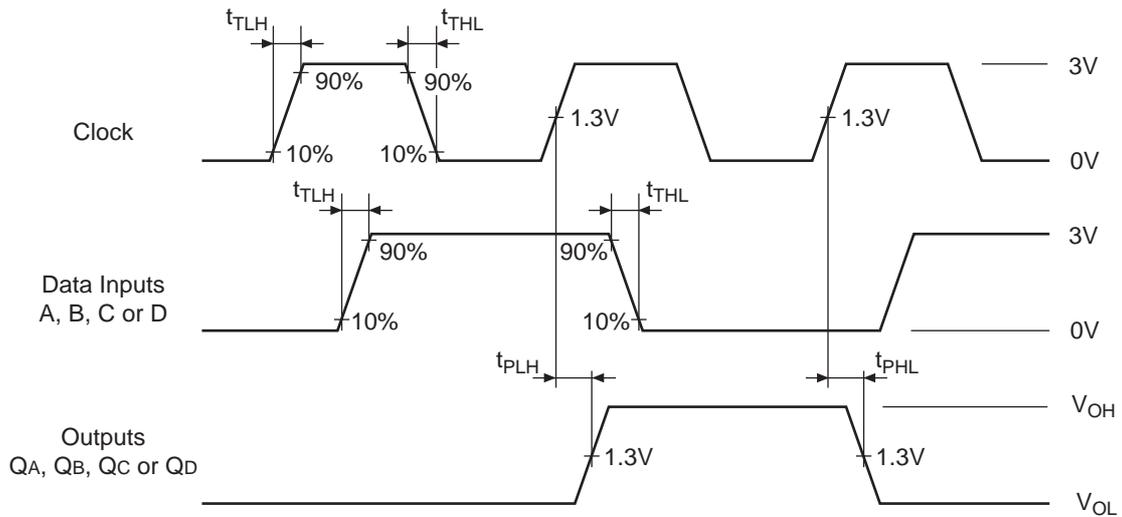 tTLH tTHL
90% 90% 3V
1.3V 1.3V
Clock
10% 10% 0V
tTLH tTHL
3V
90% 90%
Data Inputs
A, B, C or D
10% 10% 0V
tPLH tPHL
VOH
Outputs
QA, QB, QC or QD
1.3V 1.3V
VOL